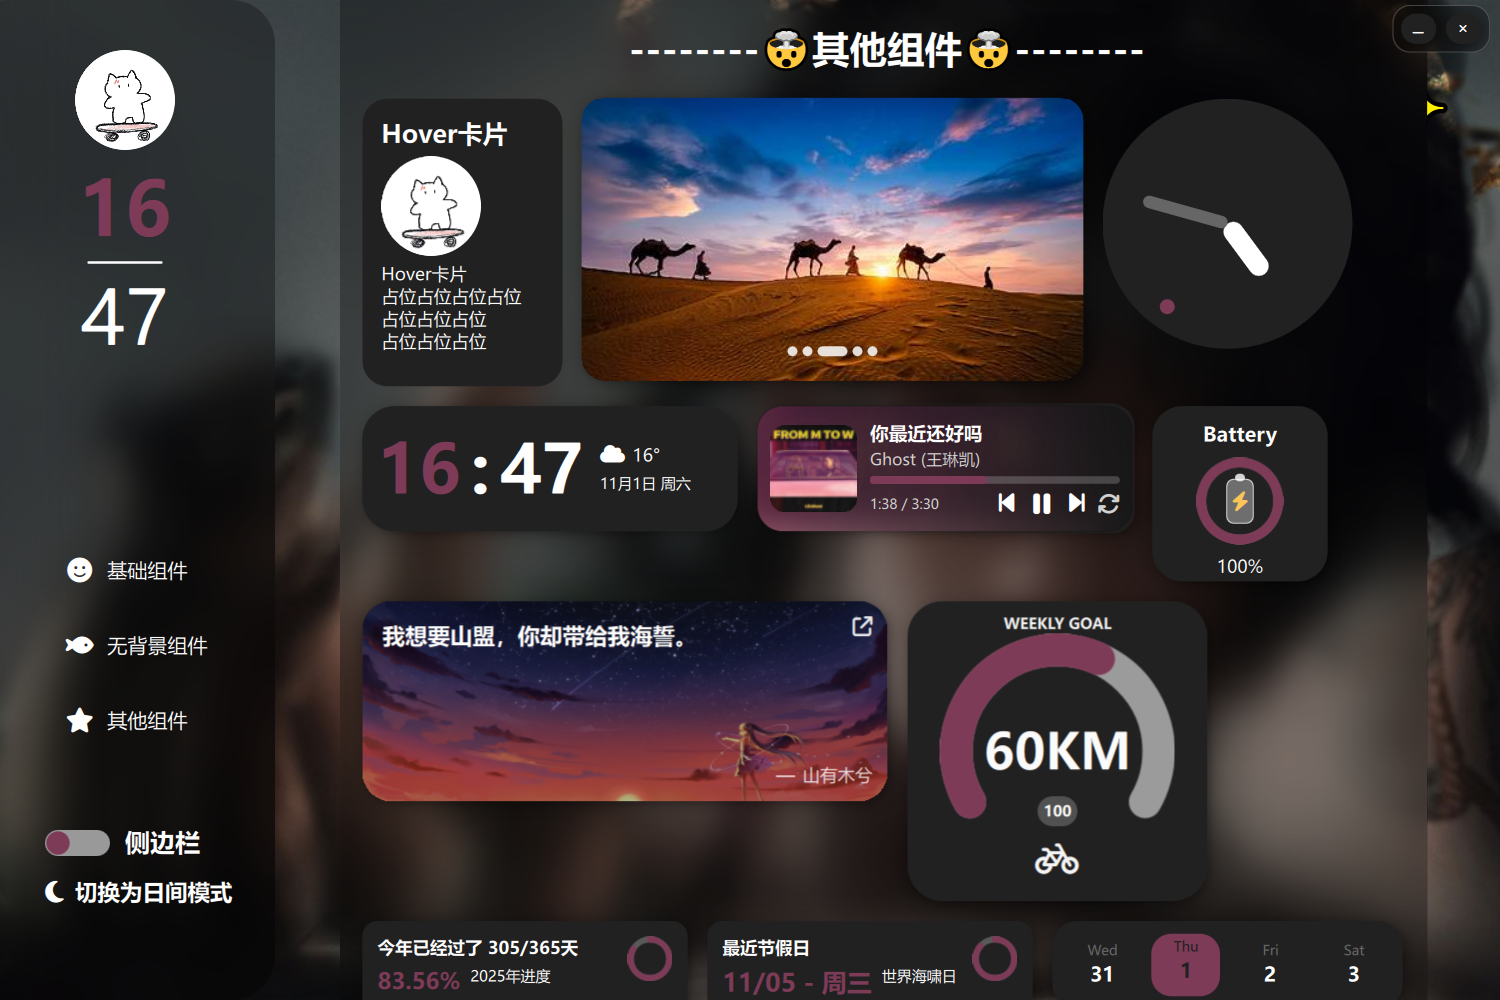 16
47
基础组件
无背景组件
其他组件
侧边栏
切换为日间模式
--------🤯其他组件🤯--------
Hover卡片
Hover卡片
占位占位占位占位
占位占位占位
占位占位占位
16:47
16°
11月1日 周六
FROM M TO W
你最近还好吗
Ghost (王琳凯)
1:38 / 3:30
Battery
100%
我想要山盟，你却带给我海誓。
— 山有木兮
WEEKLY GOAL
60KM
100
今年已经过了 305/365天
83.56% 2025年进度
最近节假日
11/05 - 周三 世界海啸日
Wed Thu Fri Sat
31 1 2 3